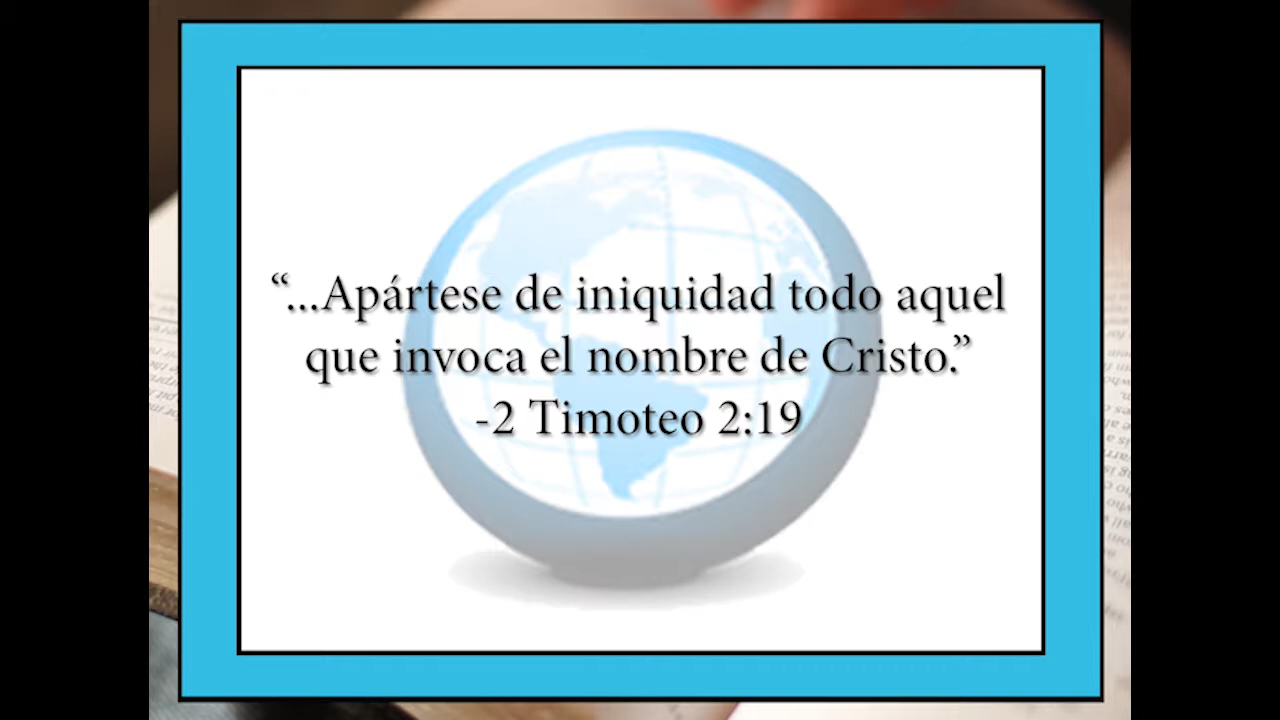 “...Apártese de iniquidad todo aquel
que invoca el nombre de Cristo.”
-2 Timoteo 2:19